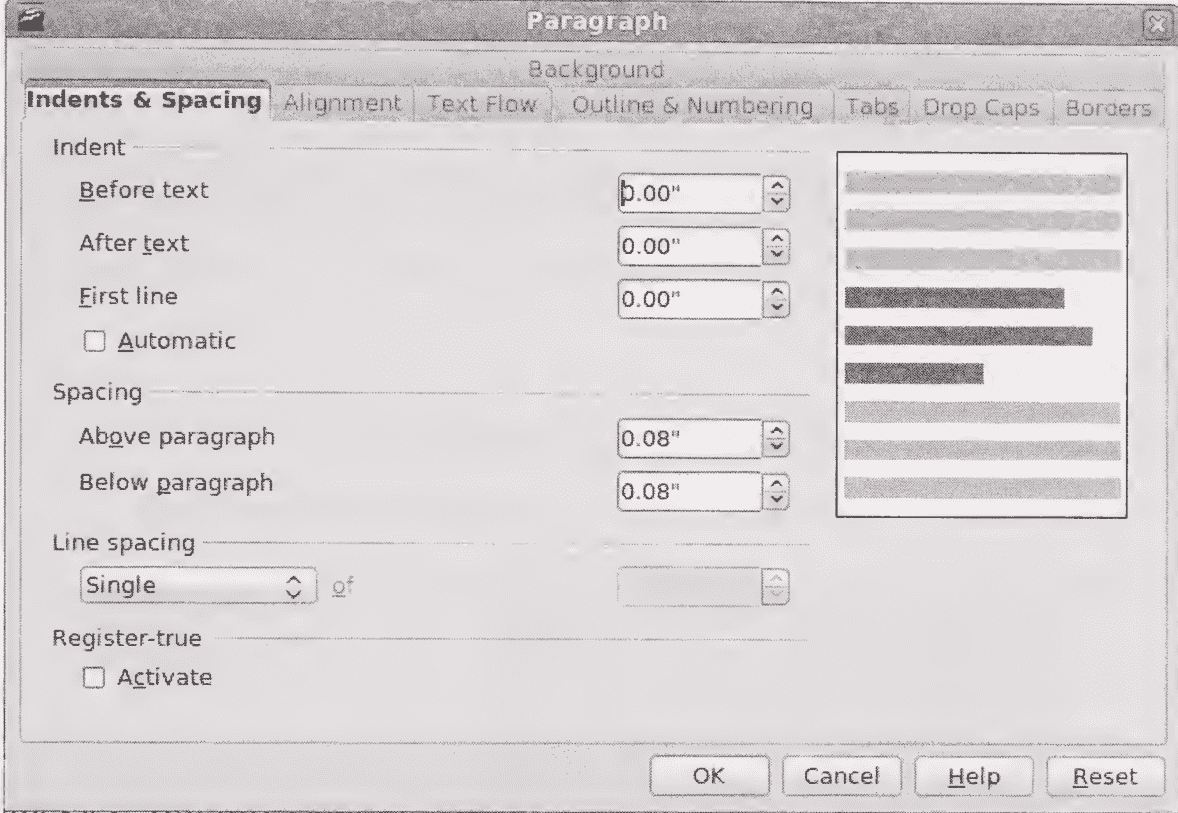 Paragraph
Background
Indents & Spacing Alignment Text Flow Outline & Numbering Tabs Drop Caps Borders
Indent
Before text 0.00"
After text 0.00"
First line 0.00"
Automatic
Spacing
Above paragraph 0.08"
Below paragraph 0.08"
Line spacing
Single of
Register-true
Activate
OK Cancel Help Reset